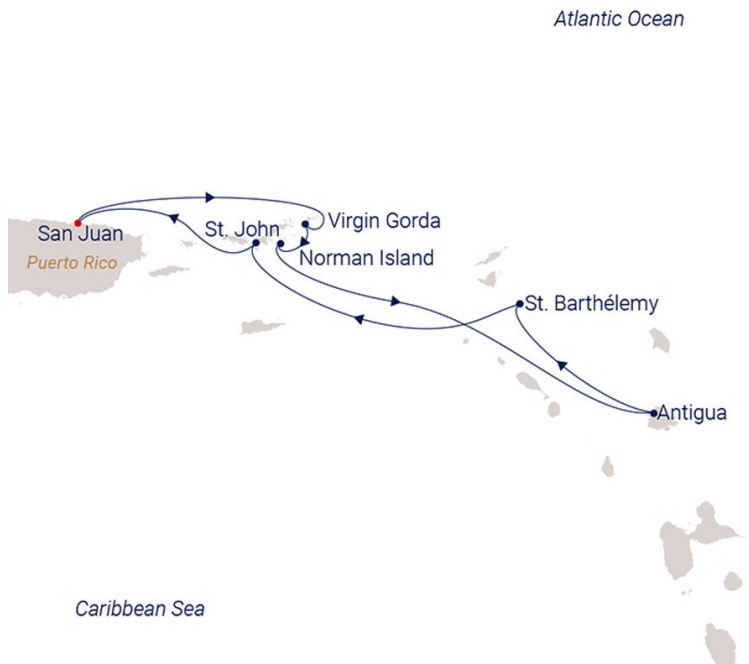 Atlantic Ocean
Virgin Gorda
St. John
San Juan
Norman Island
Puerto Rico
St. Barthélemy
Antigua
Caribbean Sea